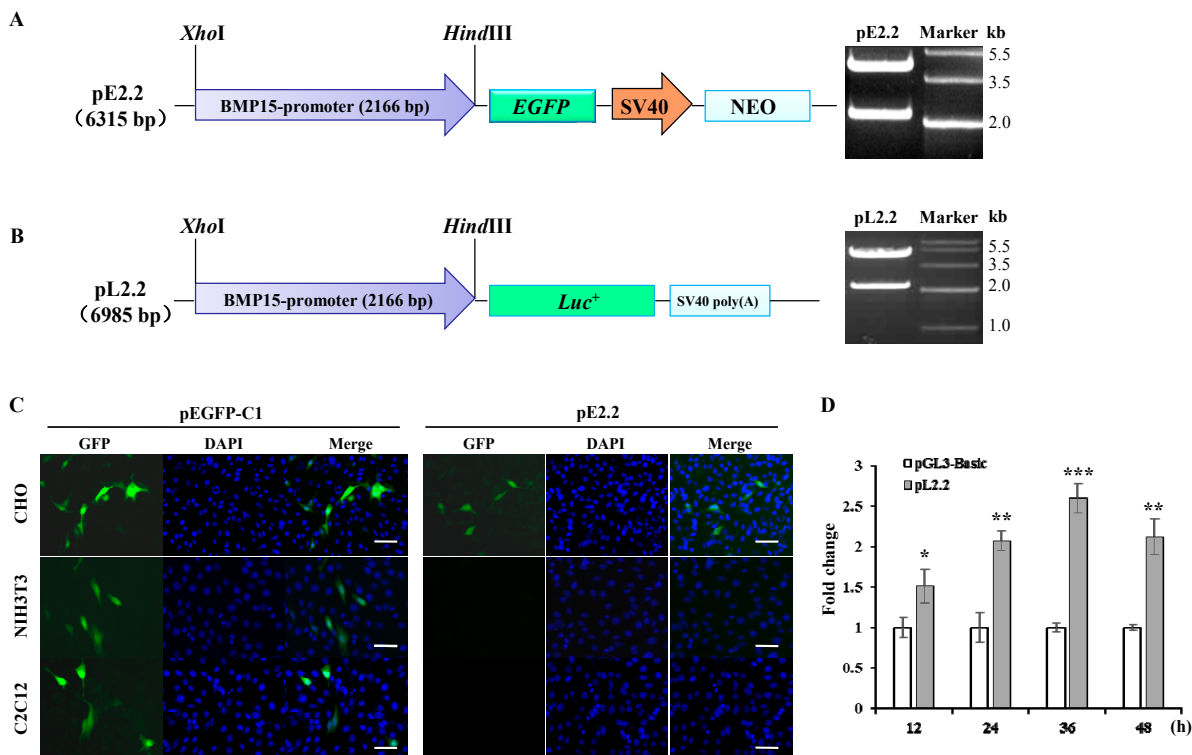 A
XhoI
HindIII
pE2.2
(6315 bp)
BMP15-promoter (2166 bp)
EGFP
SV40
NEO
pE2.2 Marker kb
5.5
3.5
2.0
B
XhoI
HindIII
pL2.2
(6985 bp)
BMP15-promoter (2166 bp)
Luc+
SV40 poly(A)
pL2.2 Marker kb
5.5
3.5
2.0
1.0
C
pEGFP-C1
pE2.2
GFP DAPI Merge
GFP DAPI Merge
CHO
NIH3T3
C2C12
D
pGL3-Basic
pL2.2
Fold change
3
2.5
2
1.5
1
0.5
0
*
**
***
**
12 24 36 48 (h)